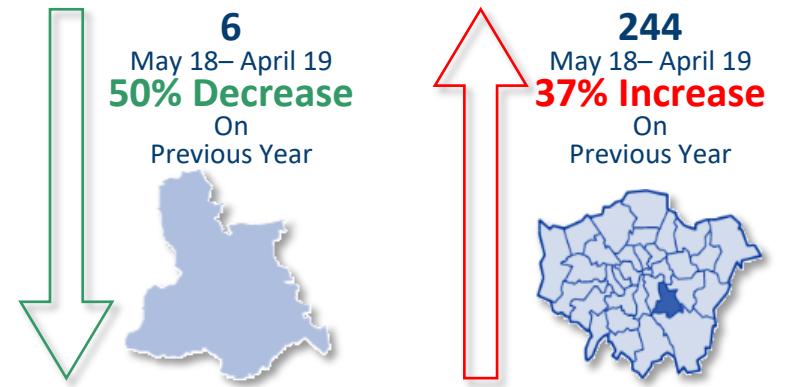 6
May 18– April 19
50% Decrease
On
Previous Year
244
May 18– April 19
37% Increase
On
Previous Year